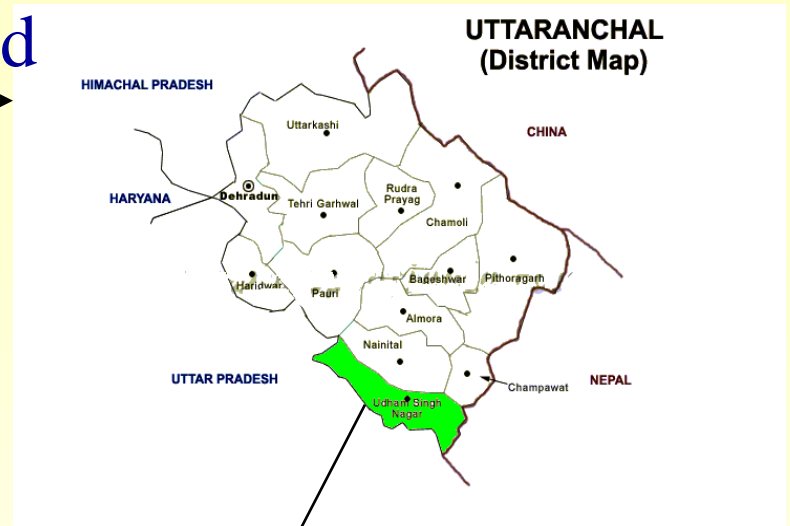 d
UTTARANCHAL
(District Map)
HIMACHAL PRADESH
CHINA
Uttarkashi
HARYANA
Dehradun
Tehri Garhwal
Rudra
Prayag
Chamoli
Haridwar
Pauri
Bageshwar
Pithoragarh
Almora
Nainital
UTTAR PRADESH
Champawat
NEPAL
Udham Singh
Nagar